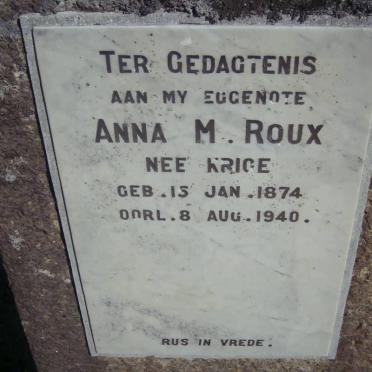 TER GEDAGTENIS
AAN MY EGGENOTE
ANNA M. ROUX
NEE KRIGE
GEB. 15 JAN. 1874
OORL. 8 AUG. 1940.
RUS IN VREDE.